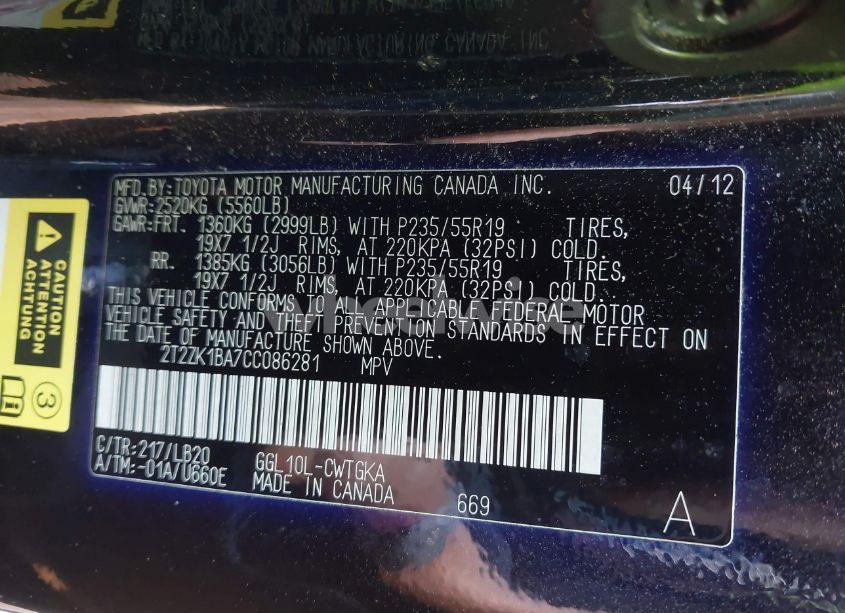 MFD.BY:TOYOTA MOTOR MANUFACTURING CANADA INC. 04/12
GVWR:2520KG (5560LB)
GAWR:FRT. 1360KG (2999LB) WITH P235/55R19 TIRES,
19X7 1/2J RIMS, AT 220KPA (32PSI) COLD.
RR. 1385KG (3056LB) WITH P235/55R19 TIRES,
19X7 1/2J RIMS, AT 220KPA (32PSI) COLD.
THIS VEHICLE CONFORMS TO ALL APPLICABLE FEDERAL MOTOR
VEHICLE SAFETY AND THEFT PREVENTION STANDARDS IN EFFECT ON
THE DATE OF MANUFACTURE SHOWN ABOVE.
2T2ZK1BA7CC086281 MPV
C/TR:217/LB20 GGL10L-CWTGKA
A/TM:-01A/U660E MADE IN CANADA 669 A
CAUTION
ATTENTION
ACHTUNG
3